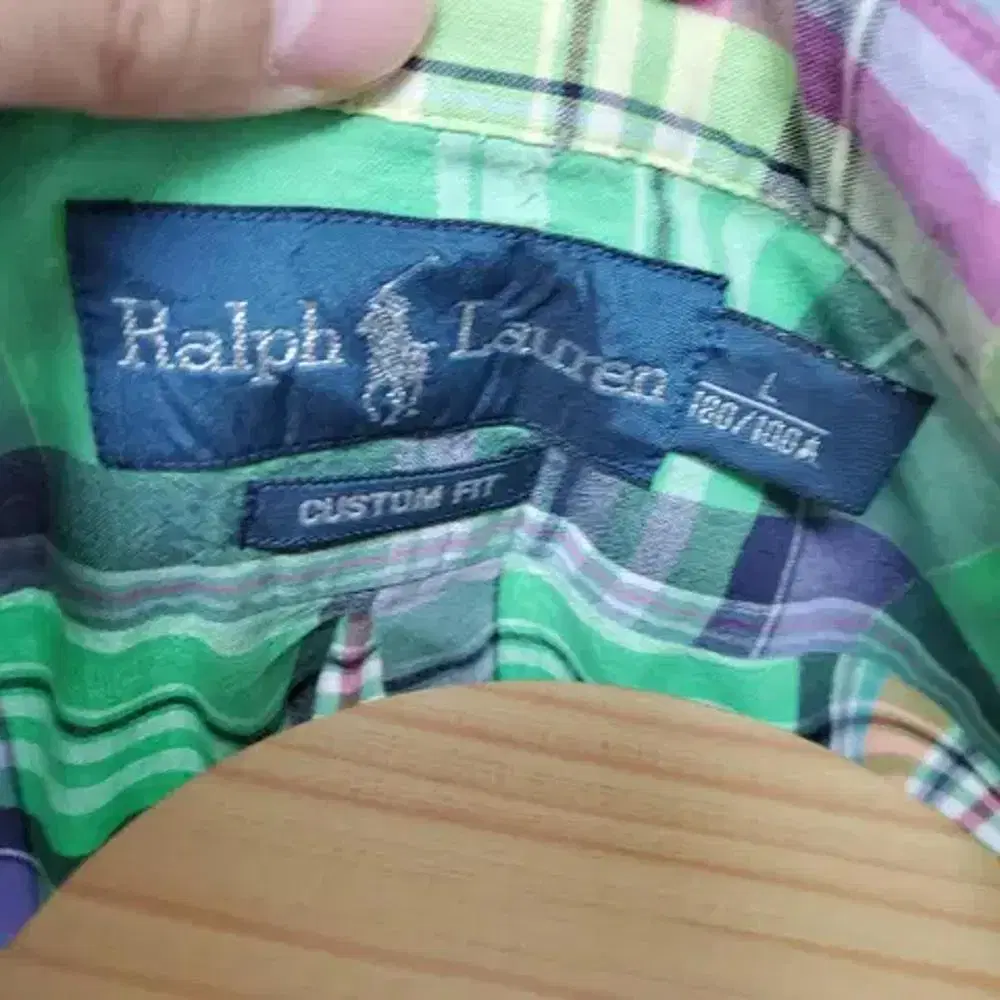 Ralph Lauren
L
180/100A
CUSTOM FIT